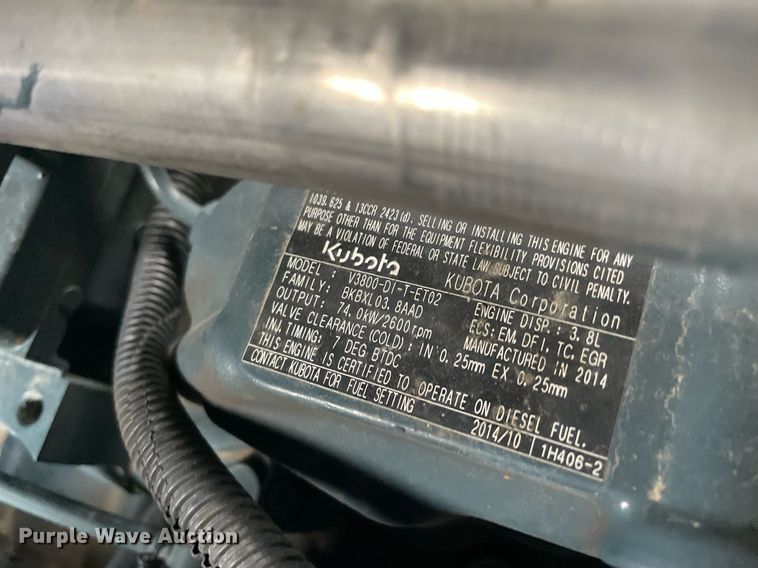 1039.625 & 13CCR 2423(d). SELLING OR INSTALLING THIS ENGINE FOR ANY
PURPOSE OTHER THAN FOR THE EQUIPMENT FLEXIBILITY PROVISIONS CITED
MAY BE A VIOLATION OF FEDERAL OR STATE LAW SUBJECT TO CIVIL PENALTY.
Kubota KUBOTA Corporation
MODEL : V3800-DI-T-ET02 ENGINE DISP. : 3.8L
FAMILY: BKBXL03.8AAD ECS: EM, DFI, TC, EGR
OUTPUT: 74.0kW/2600rpm MANUFACTURED IN 2014
VALVE CLEARANCE (COLD) : IN 0.25mm EX 0.25mm
INJ. TIMING: 7 DEG BTDC
THIS ENGINE IS CERTIFIED TO OPERATE ON DIESEL FUEL.
CONTACT KUBOTA FOR FUEL SETTING 2014/10 1H406-2
Purple Wave Auction